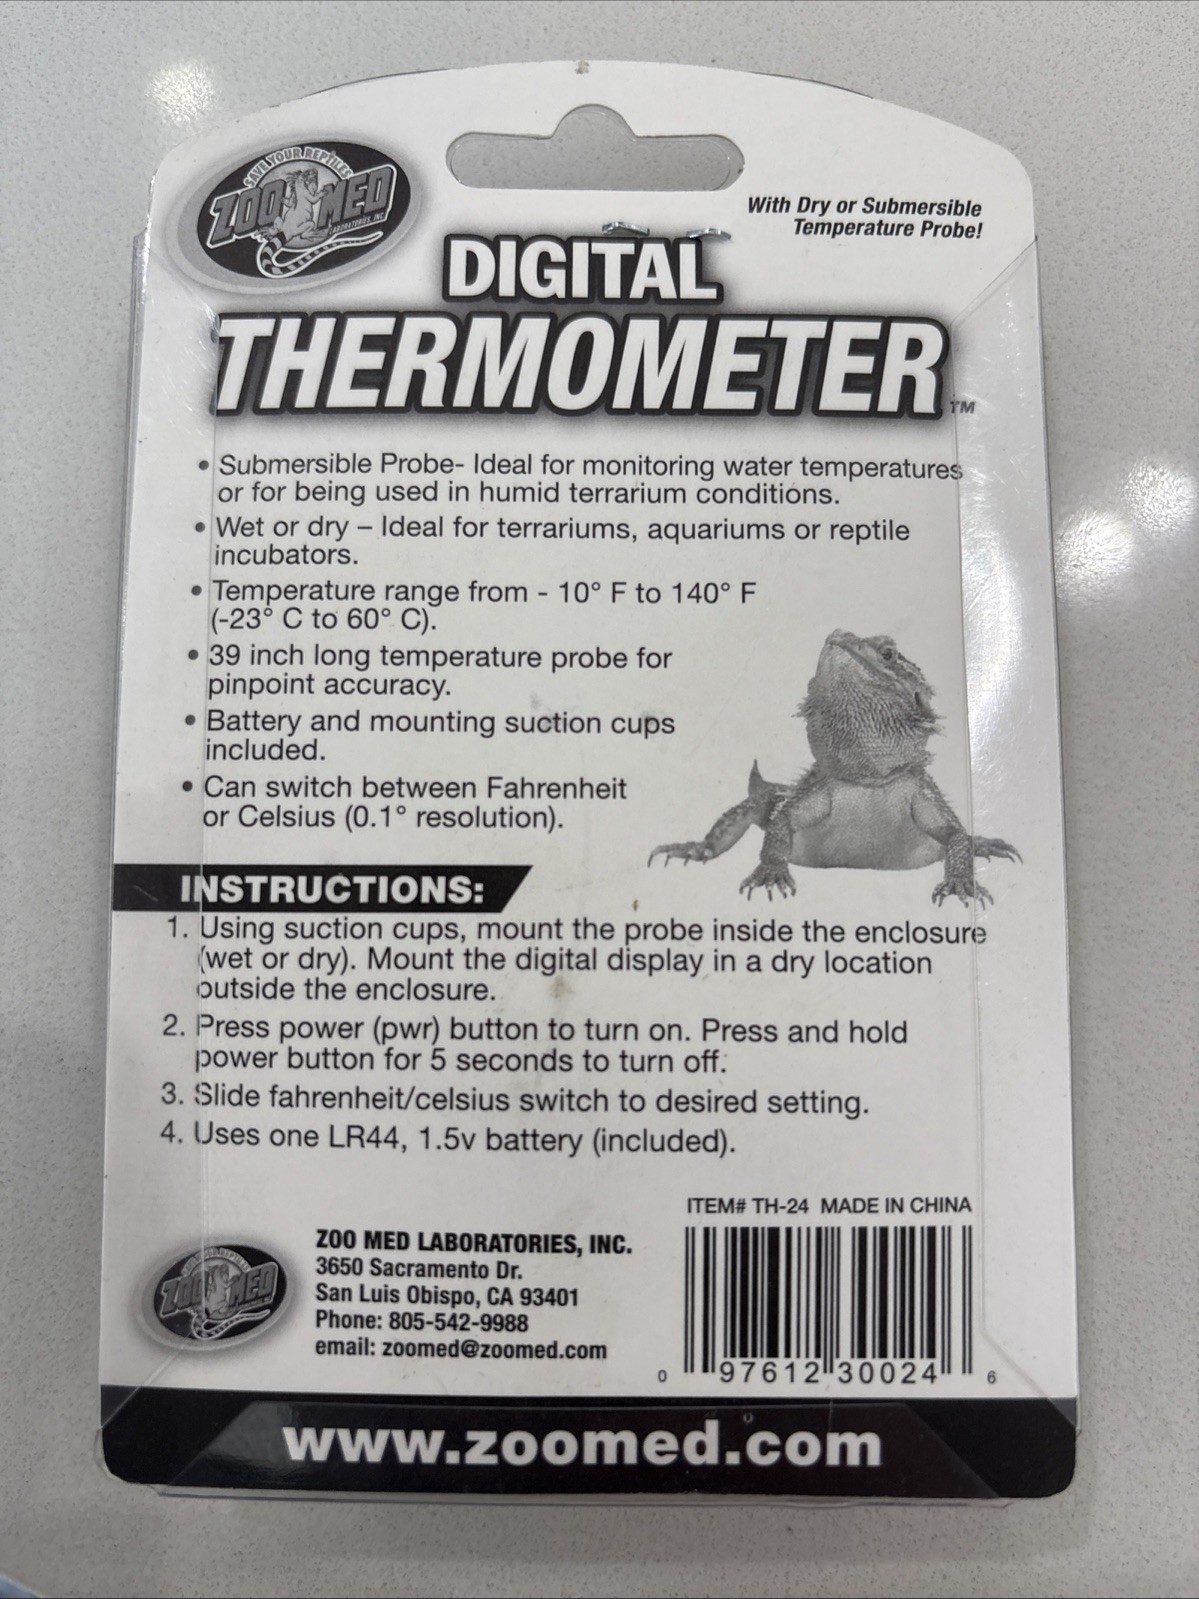 SAVE YOUR REPTILES
ZOO MED
LABORATORIES, INC.
With Dry or Submersible
Temperature Probe!
DIGITAL
THERMOMETER™
• Submersible Probe- Ideal for monitoring water temperatures
or for being used in humid terrarium conditions.
• Wet or dry – Ideal for terrariums, aquariums or reptile
incubators.
• Temperature range from - 10° F to 140° F
(-23° C to 60° C).
• 39 inch long temperature probe for
pinpoint accuracy.
• Battery and mounting suction cups
included.
• Can switch between Fahrenheit
or Celsius (0.1° resolution).
INSTRUCTIONS:
1. Using suction cups, mount the probe inside the enclosure
(wet or dry). Mount the digital display in a dry location
outside the enclosure.
2. Press power (pwr) button to turn on. Press and hold
power button for 5 seconds to turn off.
3. Slide fahrenheit/celsius switch to desired setting.
4. Uses one LR44, 1.5v battery (included).
ITEM# TH-24 MADE IN CHINA
ZOO MED
ZOO MED LABORATORIES, INC.
3650 Sacramento Dr.
San Luis Obispo, CA 93401
Phone: 805-542-9988
email: zoomed@zoomed.com
0 97612 30024 6
www.zoomed.com